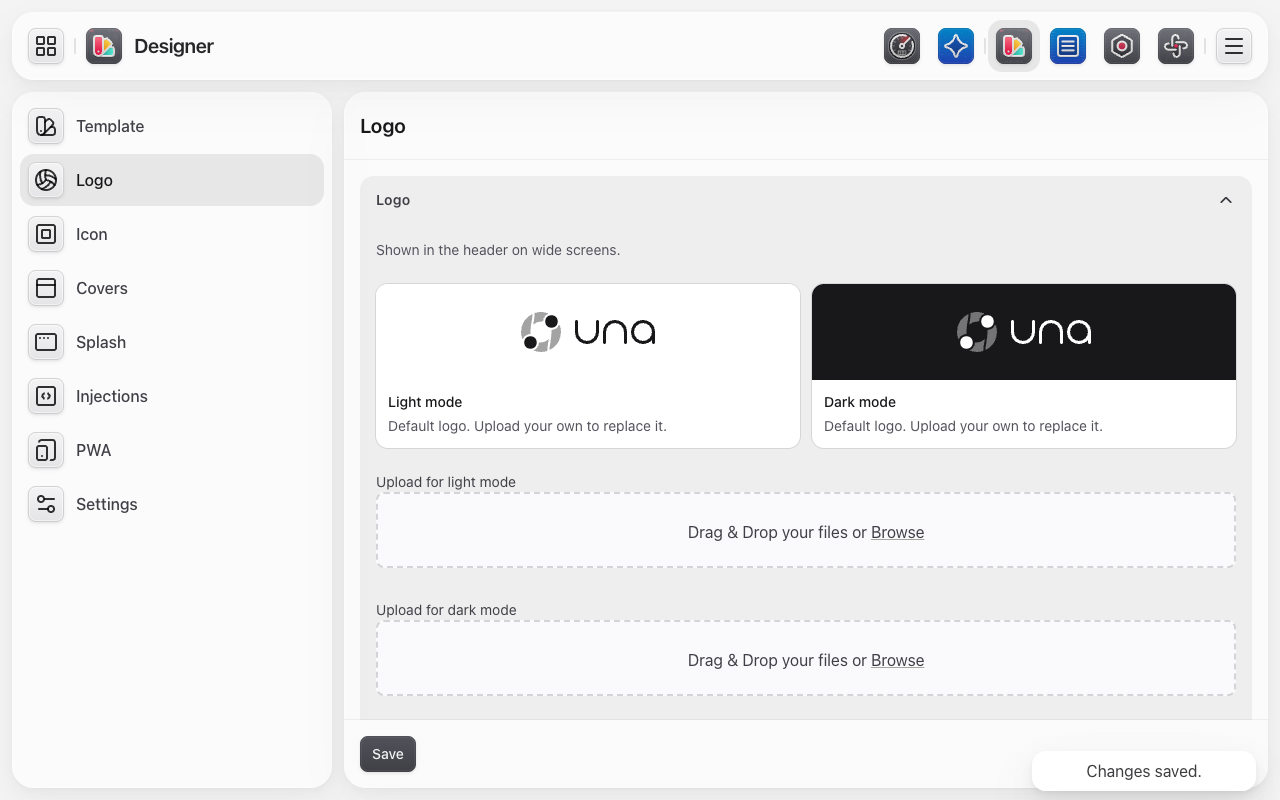 Designer
Template
Logo
Icon
Covers
Splash
Injections
PWA
Settings
Logo
Logo
Shown in the header on wide screens.
una
una
Light mode
Default logo. Upload your own to replace it.
Dark mode
Default logo. Upload your own to replace it.
Upload for light mode
Drag & Drop your files or Browse
Upload for dark mode
Drag & Drop your files or Browse
Save
Changes saved.